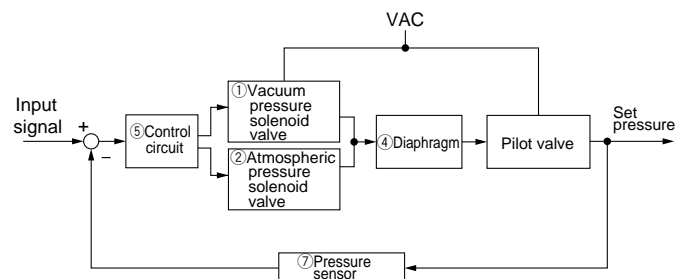 VAC
Input
signal
+
−
⑤Control
circuit
①Vacuum
pressure
solenoid
valve
②Atmospheric
pressure
solenoid
valve
④Diaphragm
Pilot valve
Set
pressure
⑦Pressure
sensor